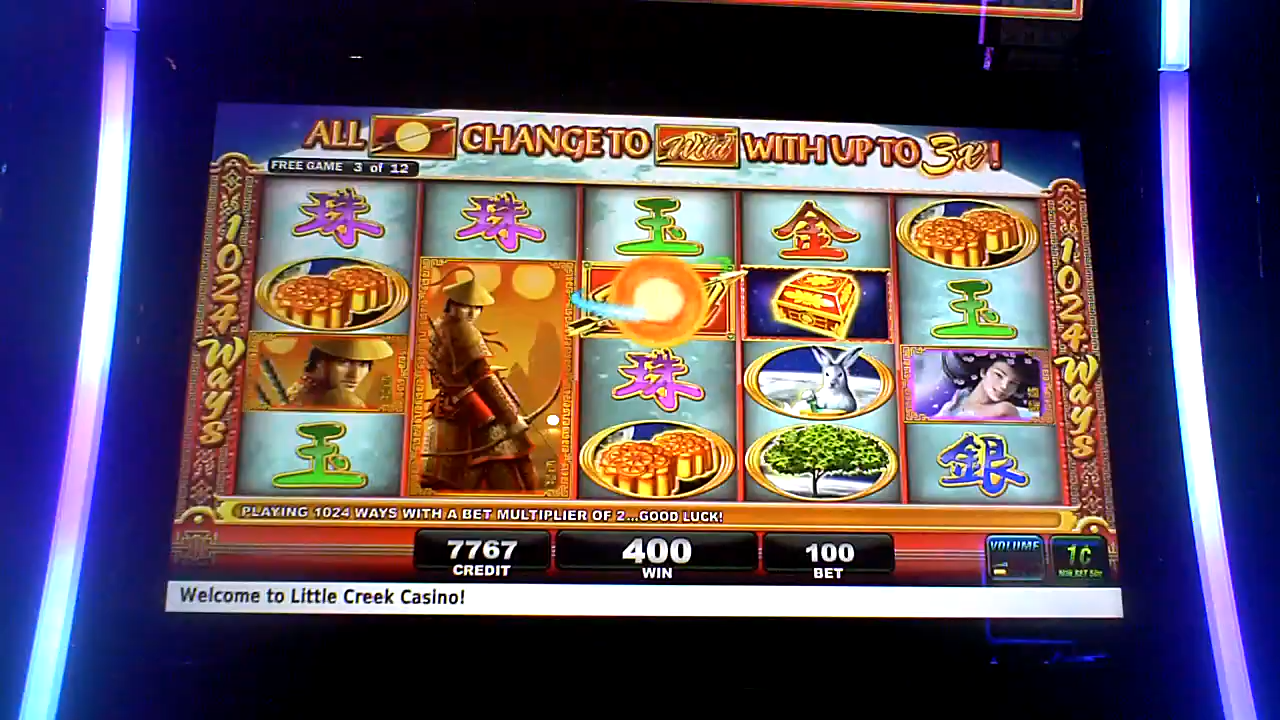 ALL CHANGE TO Wild WITH UP TO 3x!
FREE GAME 3 of 12
1024 Ways
珠 珠 玉 金
玉
珠
玉 銀
1024 Ways
PLAYING 1024 WAYS WITH A BET MULTIPLIER OF 2...GOOD LUCK!
7767 400 100
CREDIT WIN BET
VOLUME 1¢
Welcome to Little Creek Casino!